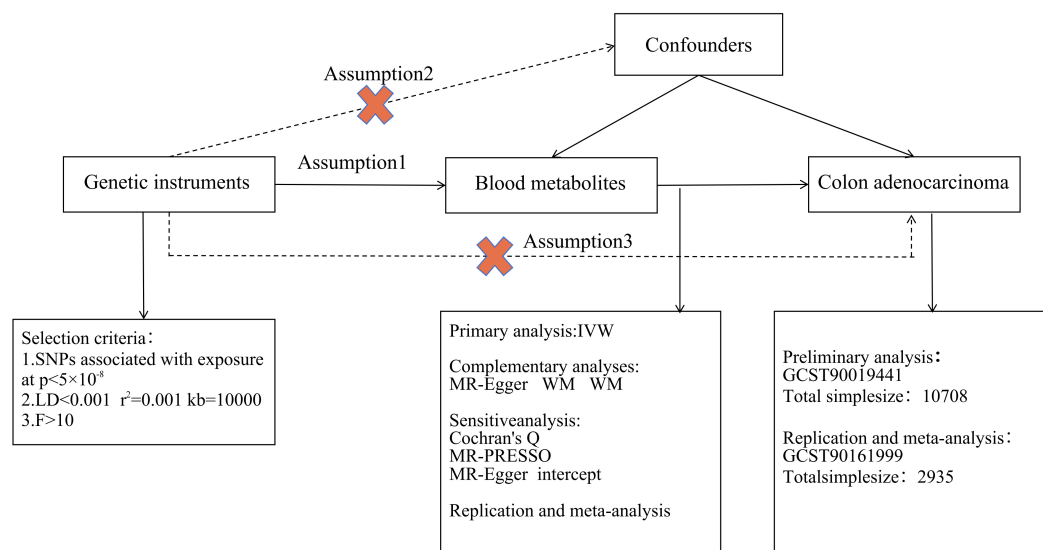 Confounders
Assumption2
Assumption1
Genetic instruments
Blood metabolites
Colon adenocarcinoma
Assumption3
Selection criteria：
1.SNPs associated with exposure
at p<5×10⁻⁸
2.LD<0.001 r²=0.001 kb=10000
3.F>10
Primary analysis:IVW
Complementary analyses:
MR-Egger WM WM
Sensitiveanalysis:
Cochran's Q
MR-PRESSO
MR-Egger intercept
Replication and meta-analysis
Preliminary analysis：
GCST90019441
Total simplesize：10708
Replication and meta-analysis：
GCST90161999
Totalsimplesize：2935